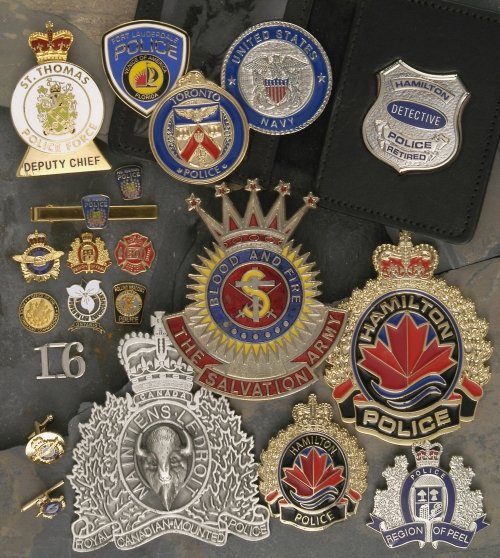 ST. THOMAS
POLICE FORCE
DEPUTY CHIEF
FORT LAUDERDALE
POLICE
FLORIDA
TORONTO
POLICE
UNITED STATES
NAVY
HAMILTON
DETECTIVE
POLICE
RETIRED
BLOOD AND FIRE
S
THE SALVATION ARMY
HAMILTON
POLICE
16
CANADA
MAINTIENS LE DROIT
ROYAL CANADIAN MOUNTED POLICE
HAMILTON
POLICE
POLICE
REGION OF PEEL